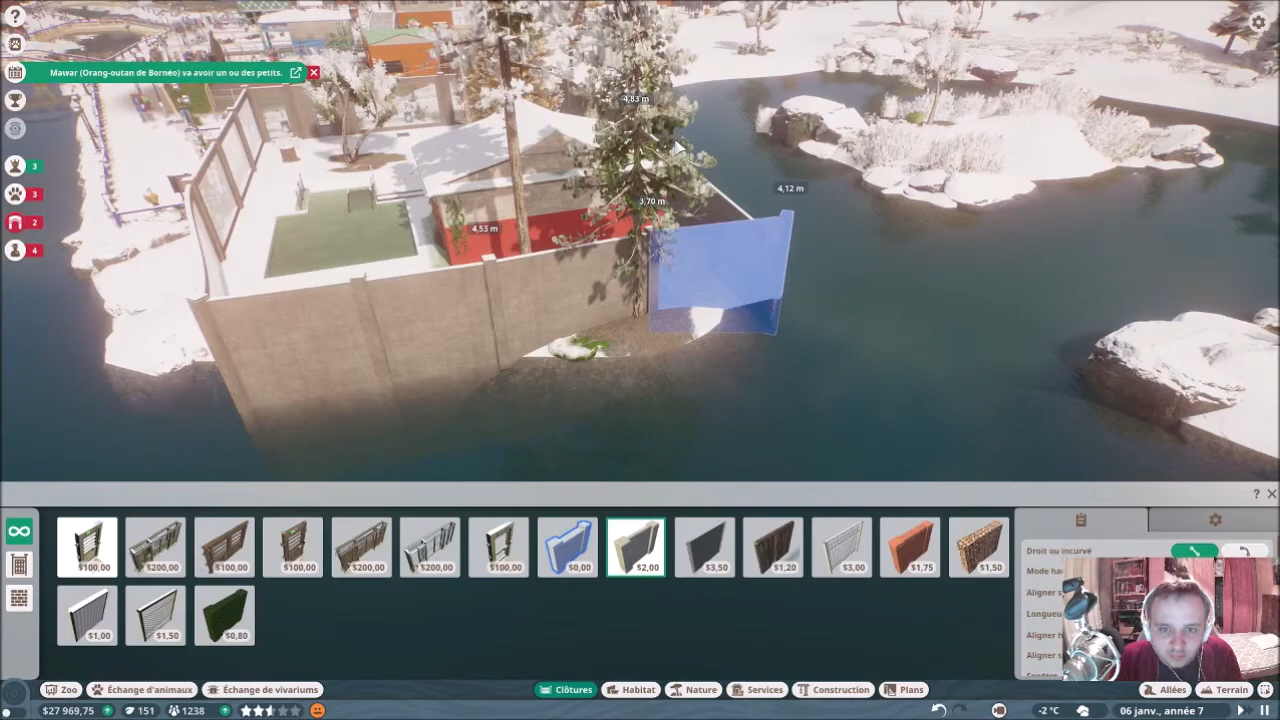 Mawar (Orang-outan de Bornéo) va avoir un ou des petits.
3
3
2
4
4,83 m
4,12 m
3,70 m
4,53 m
$100,00
$200,00
$100,00
$100,00
$200,00
$200,00
$100,00
$0,00
$2,00
$3,50
$1,20
$3,00
$1,75
$1,50
$1,00
$1,50
$0,80
Droit ou incurvé
Mode ha
Aligner s
Longueu
Aligner h
Aligner s
Zoo
Échange d'animaux
Échange de vivariums
Clôtures
Habitat
Nature
Services
Construction
Plans
Allées
Terrain
$27 969,75
151
1238
-2 °C
06 janv., année 7